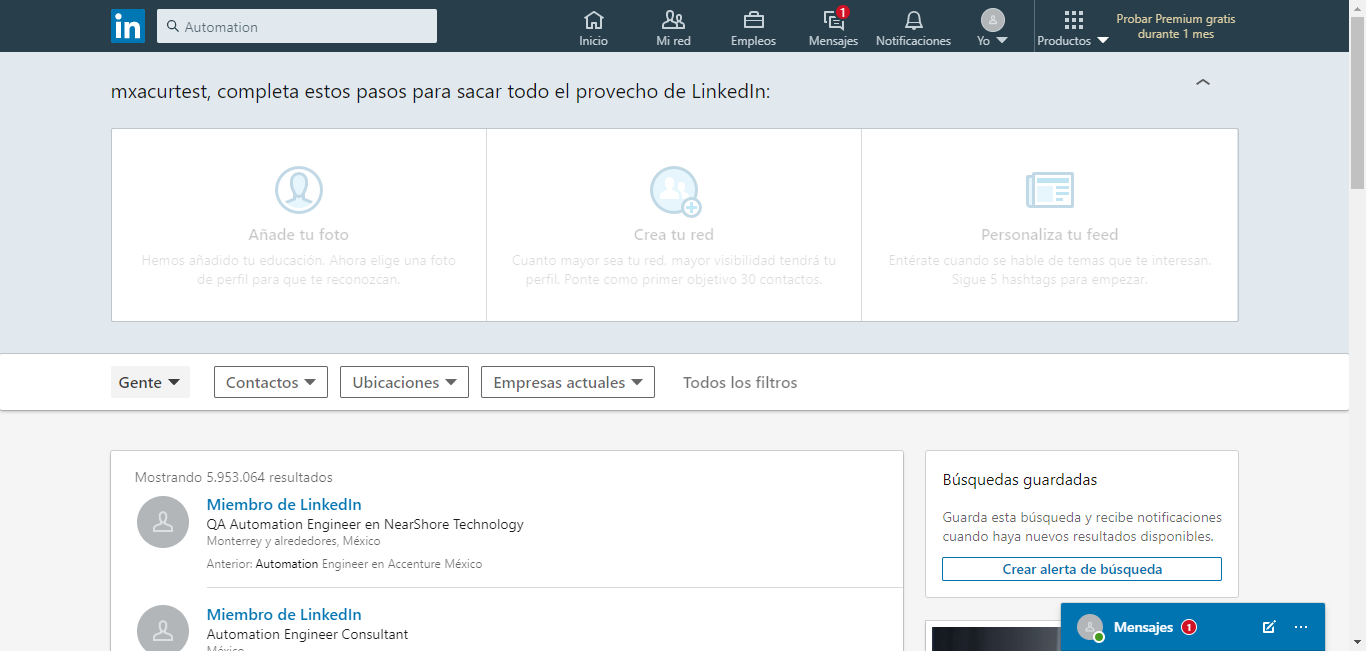 in
Automation
Inicio
Mi red
Empleos
1
Mensajes
Notificaciones
Yo
Productos
Probar Premium gratis
durante 1 mes
mxacurtest, completa estos pasos para sacar todo el provecho de LinkedIn:
Añade tu foto
Hemos añadido tu educación. Ahora elige una foto
de perfil para que te reconozcan.
Crea tu red
Cuanto mayor sea tu red, mayor visibilidad tendrá tu
perfil. Ponte como primer objetivo 30 contactos.
Personaliza tu feed
Entérate cuando se hable de temas que te interesan.
Sigue 5 hashtags para empezar.
Gente
Contactos
Ubicaciones
Empresas actuales
Todos los filtros
Mostrando 5.953.064 resultados
Miembro de LinkedIn
QA Automation Engineer en NearShore Technology
Monterrey y alrededores, México
Anterior: Automation Engineer en Accenture México
Miembro de LinkedIn
Automation Engineer Consultant
México
Búsquedas guardadas
Guarda esta búsqueda y recibe notificaciones
cuando haya nuevos resultados disponibles.
Crear alerta de búsqueda
Mensajes 1